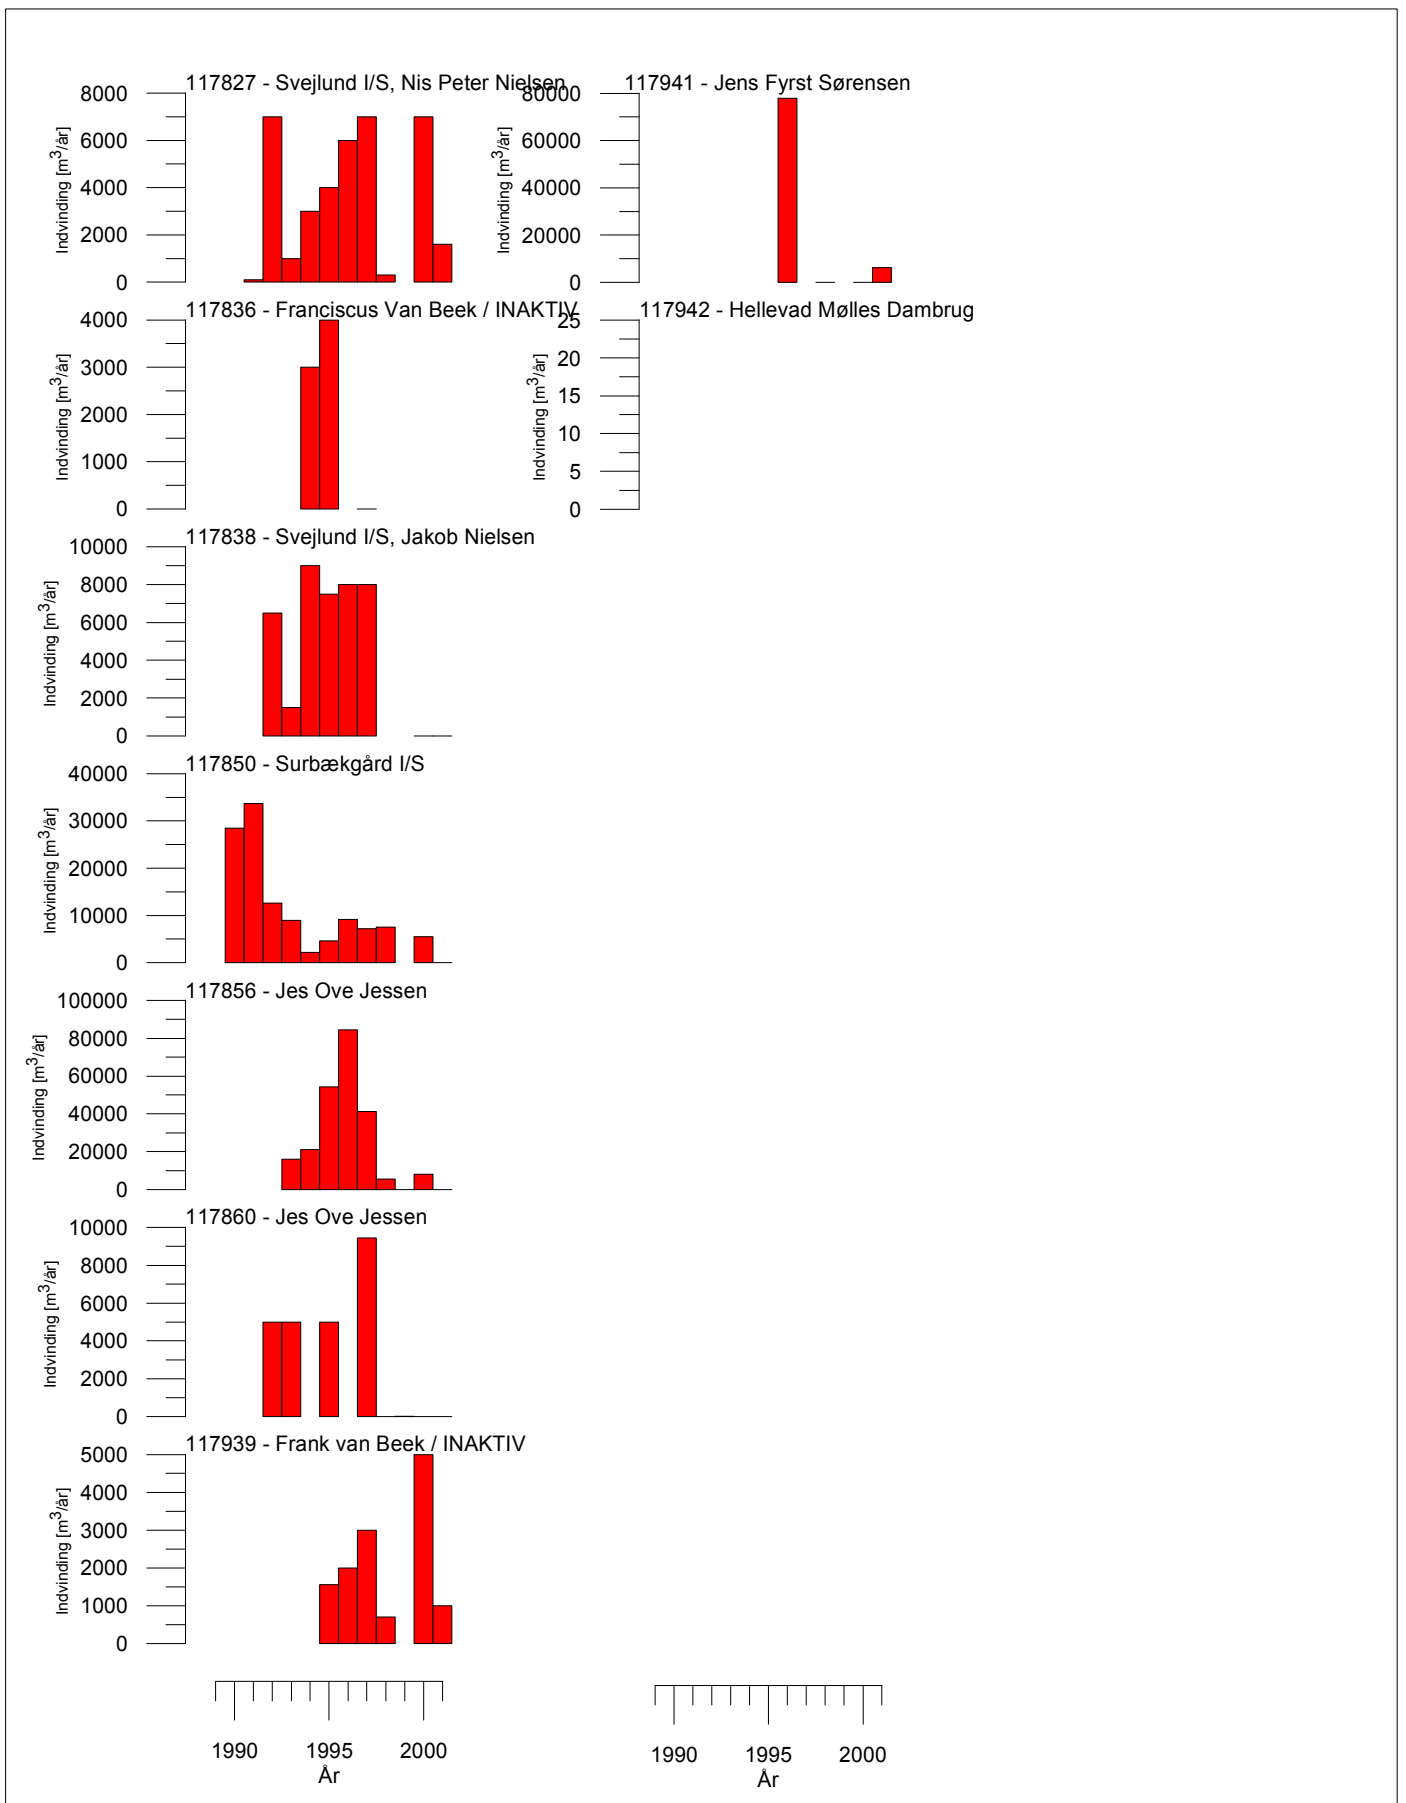 117827 - Svejlund I/S, Nis Peter Nielsen
8000
6000
4000
2000
0
Indvinding [m³/år]
117836 - Franciscus Van Beek / INAKTIV
4000
3000
2000
1000
0
Indvinding [m³/år]
117838 - Svejlund I/S, Jakob Nielsen
10000
8000
6000
4000
2000
0
Indvinding [m³/år]
117850 - Surbækgård I/S
40000
30000
20000
10000
0
Indvinding [m³/år]
117856 - Jes Ove Jessen
100000
80000
60000
40000
20000
0
Indvinding [m³/år]
117860 - Jes Ove Jessen
10000
8000
6000
4000
2000
0
Indvinding [m³/år]
117939 - Frank van Beek / INAKTIV
5000
4000
3000
2000
1000
0
Indvinding [m³/år]
1990 1995 2000
År
117941 - Jens Fyrst Sørensen
80000
60000
40000
20000
0
Indvinding [m³/år]
117942 - Hellevad Mølles Dambrug
25
20
15
10
5
0
Indvinding [m³/år]
1990 1995 2000
År